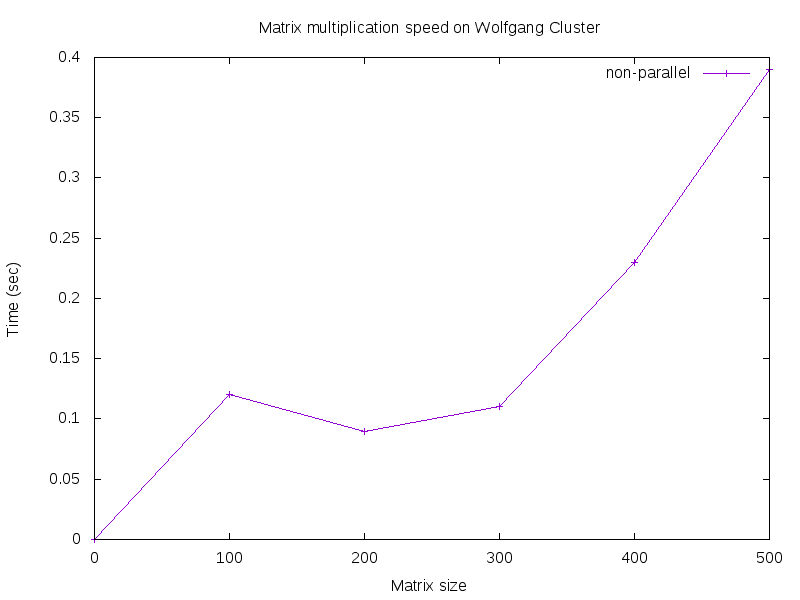 Matrix multiplication speed on Wolfgang Cluster
non-parallel
0.4
0.35
0.3
0.25
0.2
0.15
0.1
0.05
0
Time (sec)
0 100 200 300 400 500
Matrix size